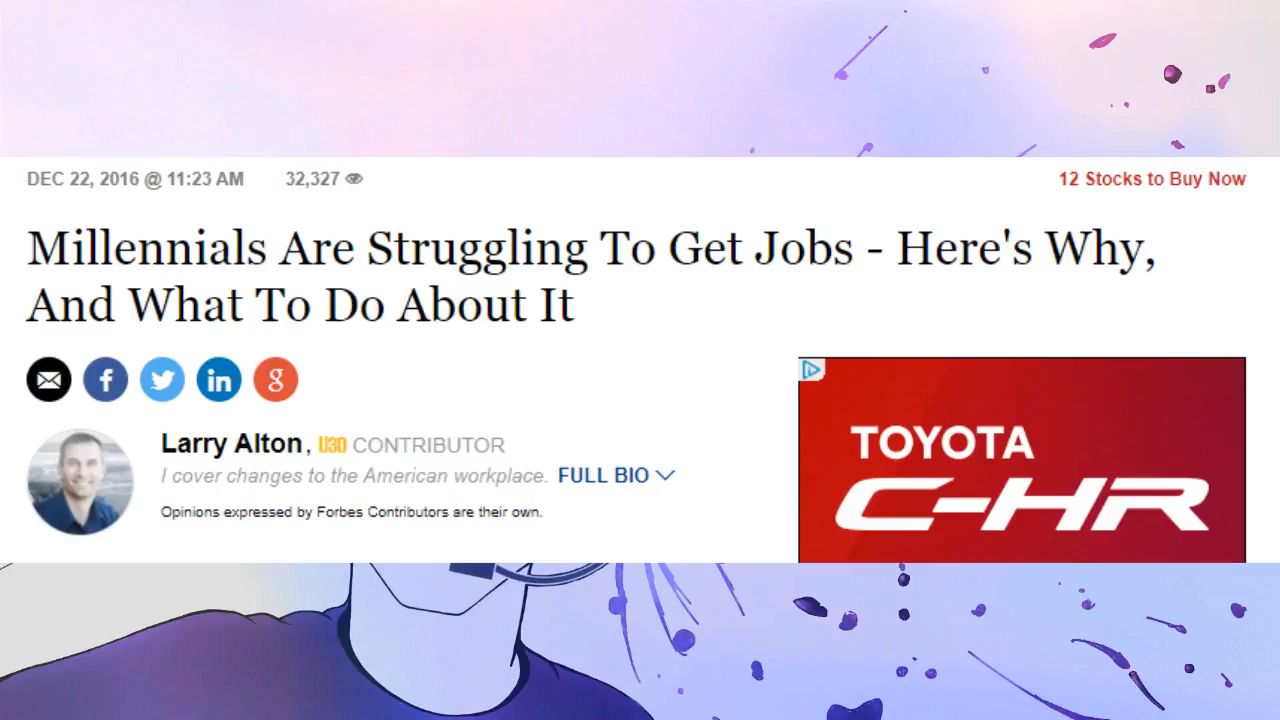 DEC 22, 2016 @ 11:23 AM
32,327
12 Stocks to Buy Now
Millennials Are Struggling To Get Jobs - Here's Why,
And What To Do About It
f
in
g
TOYOTA
C-HR
Larry Alton, U30 CONTRIBUTOR
I cover changes to the American workplace. FULL BIO
Opinions expressed by Forbes Contributors are their own.